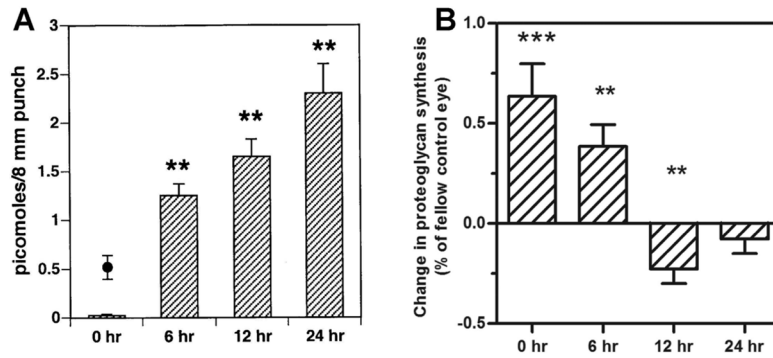 A
picomoles/8 mm punch
3
2.5
2
1.5
1
0.5
0
**
**
**
0 hr 6 hr 12 hr 24 hr
B
Change in proteoglycan synthesis
(% of fellow control eye)
1.0
0.5
0.0
-0.5
***
**
**
0 hr 6 hr 12 hr 24 hr